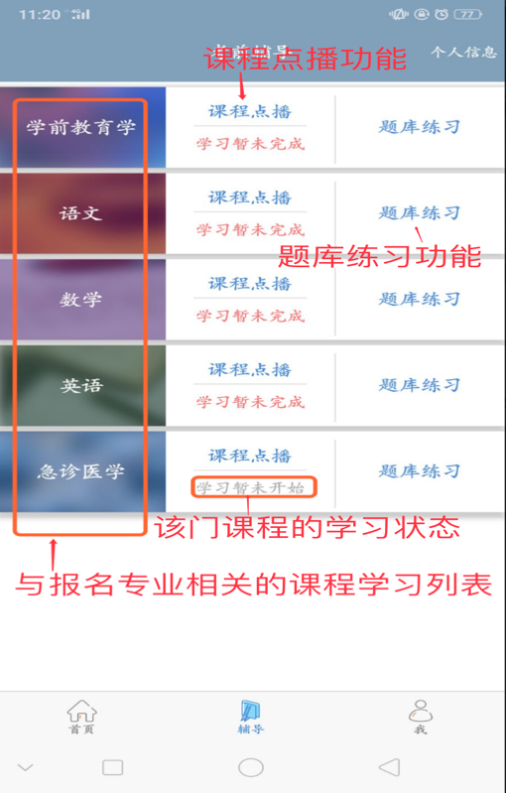 11:20
77
考前辅导
个人信息
课程点播功能
学前教育学
课程点播
学习暂未完成
题库练习
语文
课程点播
学习暂未完成
题库练习
题库练习功能
数学
课程点播
学习暂未完成
题库练习
英语
课程点播
学习暂未完成
题库练习
急诊医学
课程点播
学习暂未开始
题库练习
该门课程的学习状态
与报名专业相关的课程学习列表
首页
辅导
我